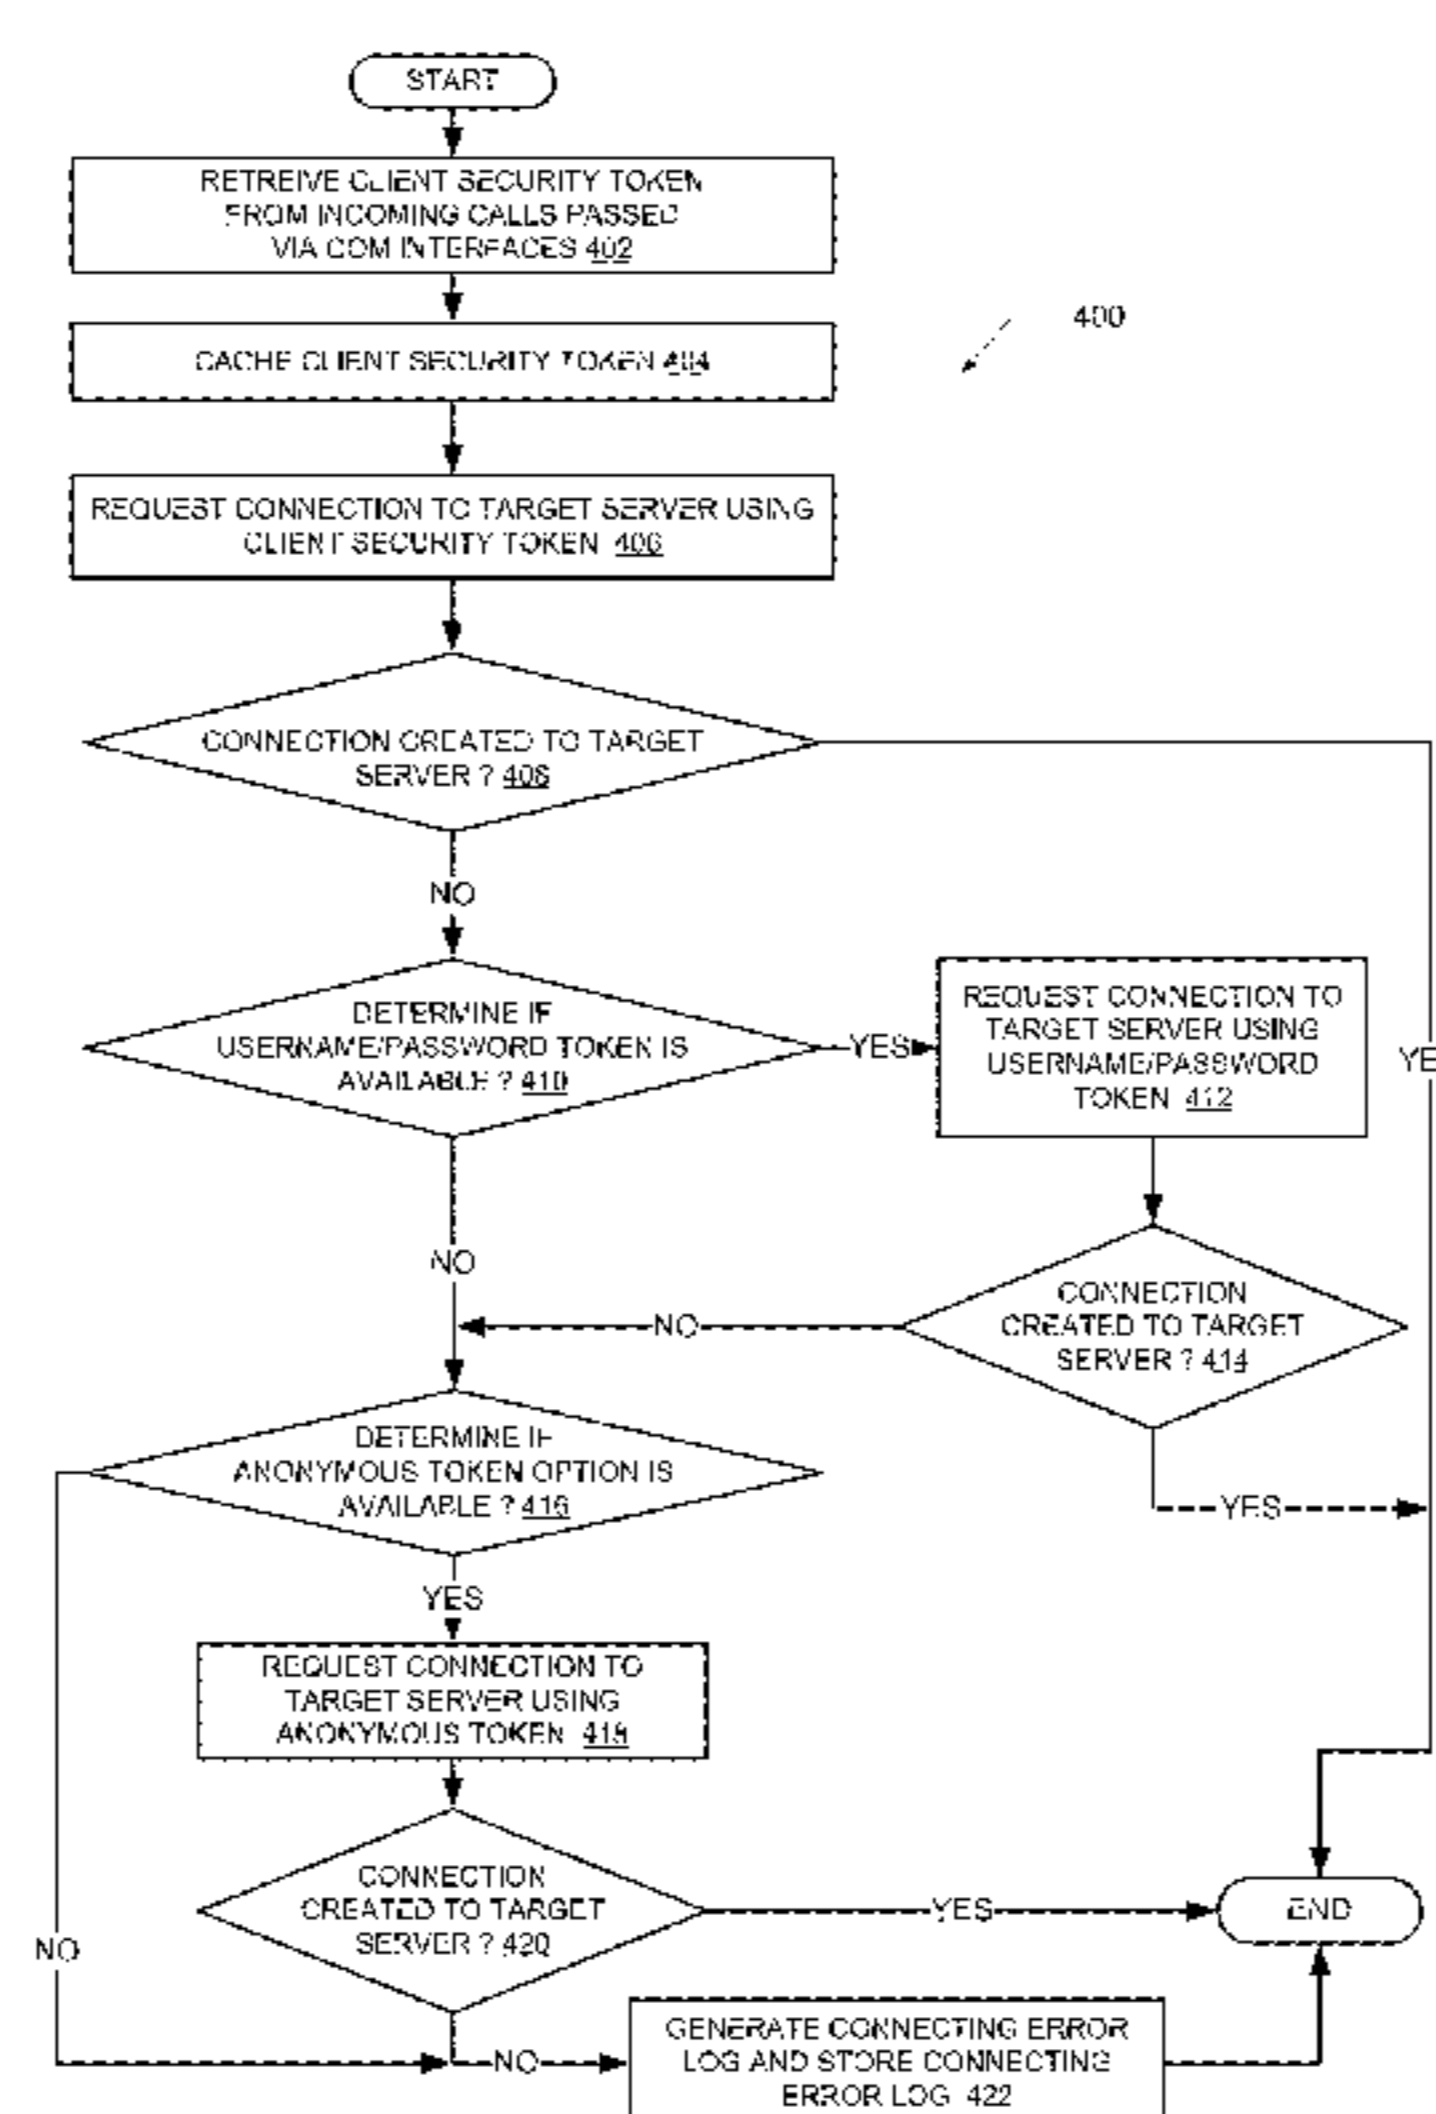 START
RETREIVE CLIENT SECURITY TOKEN
FROM INCOMING CALLS PASSED
VIA COM INTERFACES 402
400
CACHE CLIENT SECURITY TOKEN 404
REQUEST CONNECTION TO TARGET SERVER USING
CLIENT SECURITY TOKEN 406
CONNECTION CREATED TO TARGET
SERVER ? 408
NO
DETERMINE IF
USERNAME/PASSWORD TOKEN IS
AVAILABLE ? 410
YES
REQUEST CONNECTION TO
TARGET SERVER USING
USERNAME/PASSWORD
TOKEN 412
YE
NO
CONNECTION
CREATED TO TARGET
SERVER ? 414
NO
DETERMINE IF
ANONYMOUS TOKEN OPTION IS
AVAILABLE ? 416
YES
YES
REQUEST CONNECTION TO
TARGET SERVER USING
ANONYMOUS TOKEN 418
CONNECTION
CREATED TO TARGET
SERVER ? 420
YES
END
NO
NO
GENERATE CONNECTING ERROR
LOG AND STORE CONNECTING
ERROR LOG 422